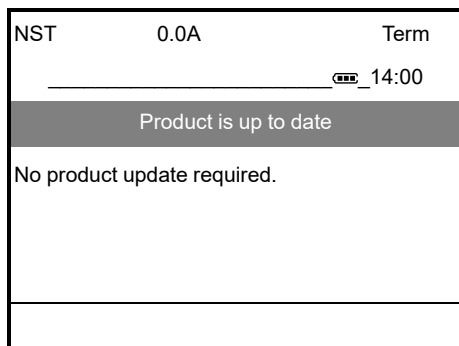 NST 0.0A Term
14:00
Product is up to date
No product update required.